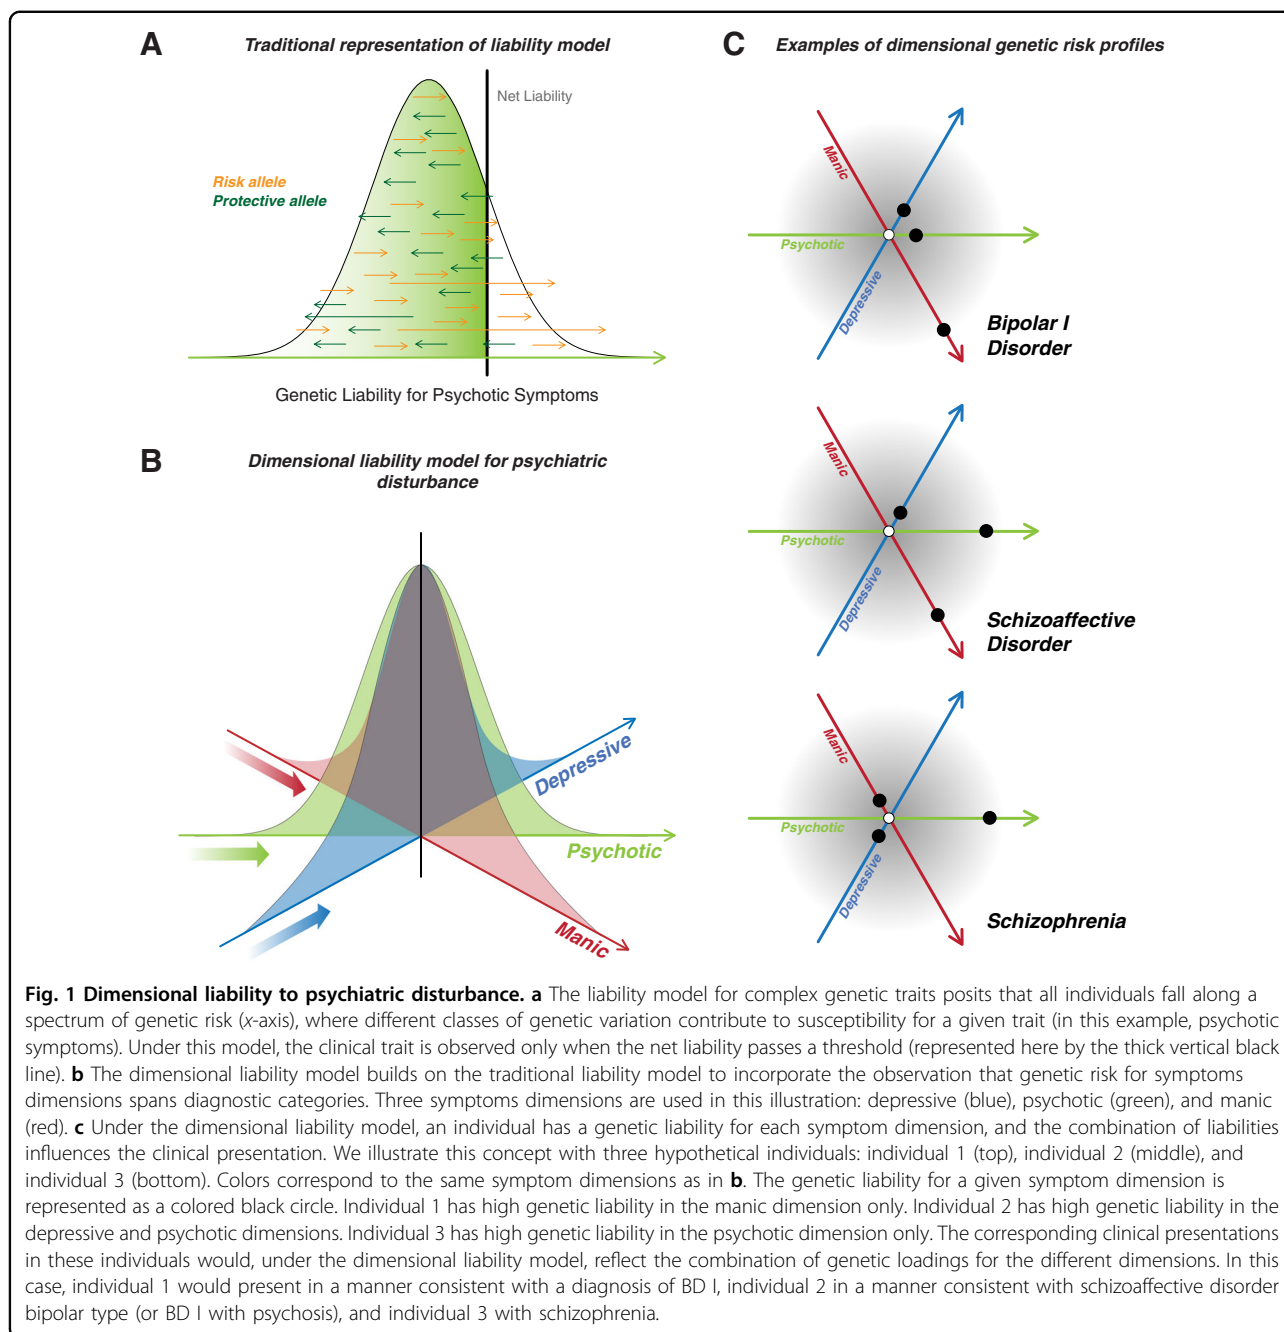 A
Traditional representation of liability model
Net Liability
Risk allele
Protective allele
Genetic Liability for Psychotic Symptoms
B
Dimensional liability model for psychiatric
disturbance
Depressive
Psychotic
Manic
C
Examples of dimensional genetic risk profiles
Manic
Psychotic
Depressive
Bipolar I
Disorder
Manic
Psychotic
Depressive
Schizoaffective
Disorder
Manic
Psychotic
Depressive
Schizophrenia
Fig. 1 Dimensional liability to psychiatric disturbance. a The liability model for complex genetic traits posits that all individuals fall along a
spectrum of genetic risk (x-axis), where different classes of genetic variation contribute to susceptibility for a given trait (in this example, psychotic
symptoms). Under this model, the clinical trait is observed only when the net liability passes a threshold (represented here by the thick vertical black
line). b The dimensional liability model builds on the traditional liability model to incorporate the observation that genetic risk for symptoms
dimensions spans diagnostic categories. Three symptoms dimensions are used in this illustration: depressive (blue), psychotic (green), and manic
(red). c Under the dimensional liability model, an individual has a genetic liability for each symptom dimension, and the combination of liabilities
influences the clinical presentation. We illustrate this concept with three hypothetical individuals: individual 1 (top), individual 2 (middle), and
individual 3 (bottom). Colors correspond to the same symptom dimensions as in b. The genetic liability for a given symptom dimension is
represented as a colored black circle. Individual 1 has high genetic liability in the manic dimension only. Individual 2 has high genetic liability in the
depressive and psychotic dimensions. Individual 3 has high genetic liability in the psychotic dimension only. The corresponding clinical presentations
in these individuals would, under the dimensional liability model, reflect the combination of genetic loadings for the different dimensions. In this
case, individual 1 would present in a manner consistent with a diagnosis of BD I, individual 2 in a manner consistent with schizoaffective disorder
bipolar type (or BD I with psychosis), and individual 3 with schizophrenia.